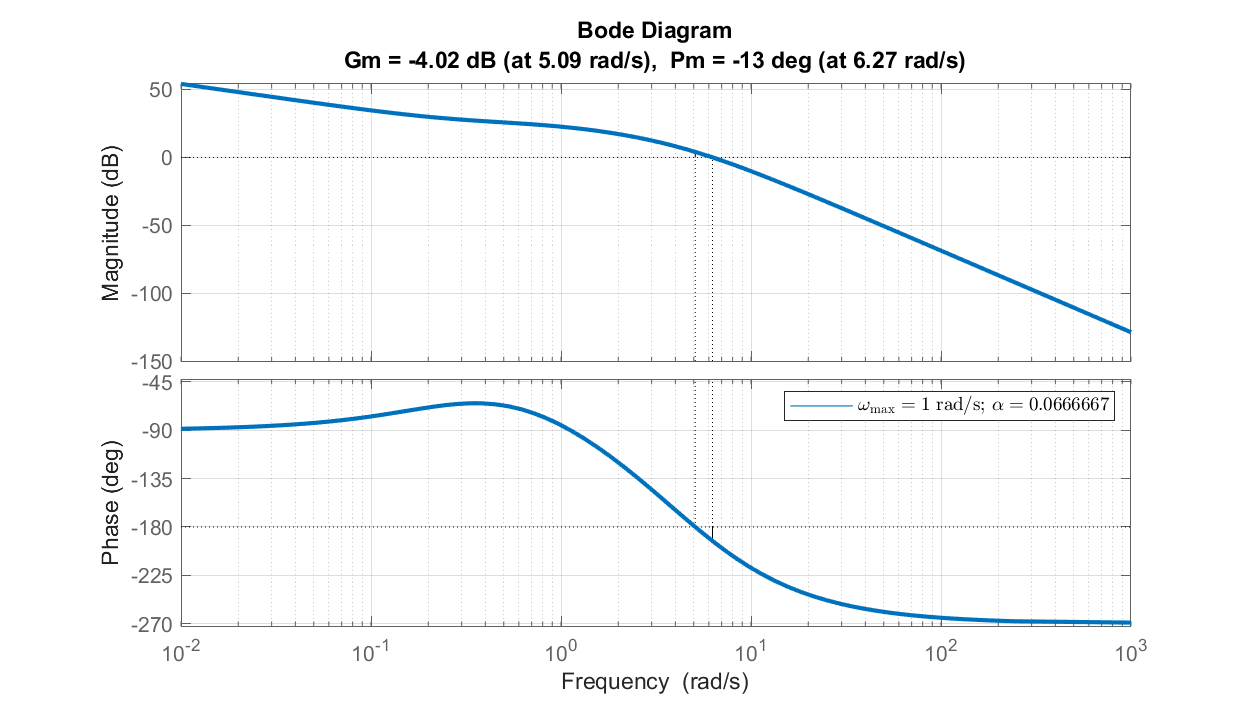 Bode Diagram
Gm = -4.02 dB (at 5.09 rad/s),  Pm = -13 deg (at 6.27 rad/s)
50
0
-50
-100
-150
Magnitude (dB)
-45
-90
-135
-180
-225
-270
Phase (deg)
ω_max = 1 rad/s; α = 0.0666667
10^-2
10^-1
10^0
10^1
10^2
10^3
Frequency  (rad/s)